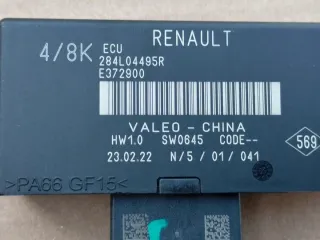 4/8K ECU RENAULT
284L04495R
E372900
VALEO - CHINA
HW1.0 SW0645 CODE--
23.02.22 N/5/01/041
569
>PA66 GF15<